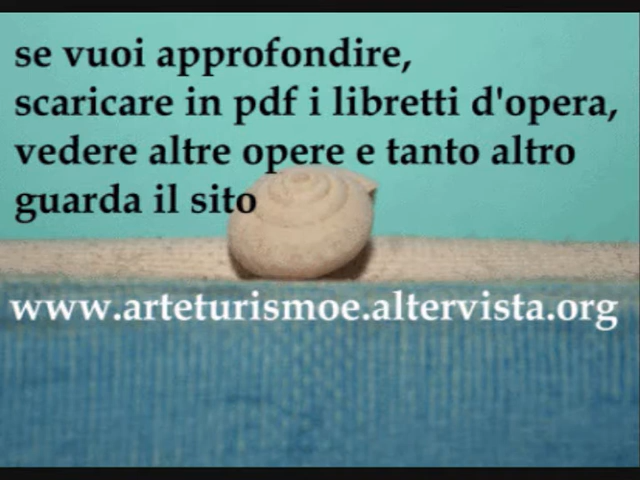 se vuoi approfondire,
scaricare in pdf i libretti d'opera,
vedere altre opere e tanto altro
guarda il sito
www.arteturismoe.altervista.org